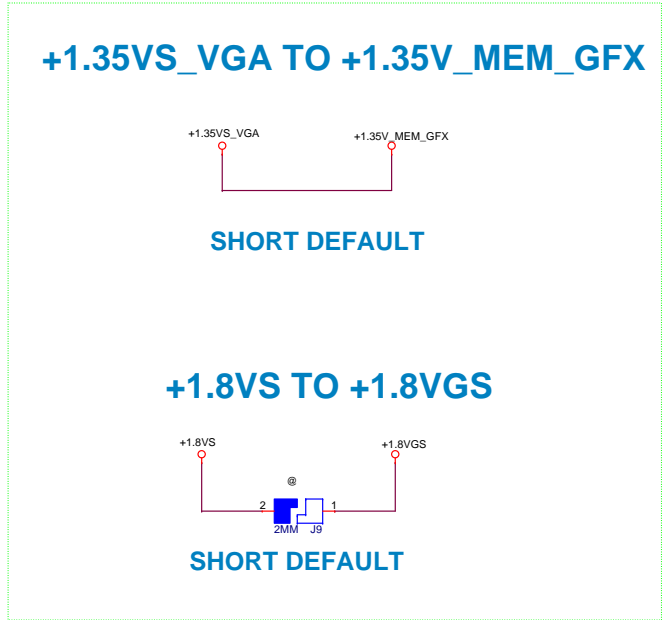 +1.35VS_VGA TO +1.35V_MEM_GFX
+1.35VS_VGA +1.35V_MEM_GFX
SHORT DEFAULT
+1.8VS TO +1.8VGS
+1.8VS +1.8VGS
@
2 1
2MM J9
SHORT DEFAULT